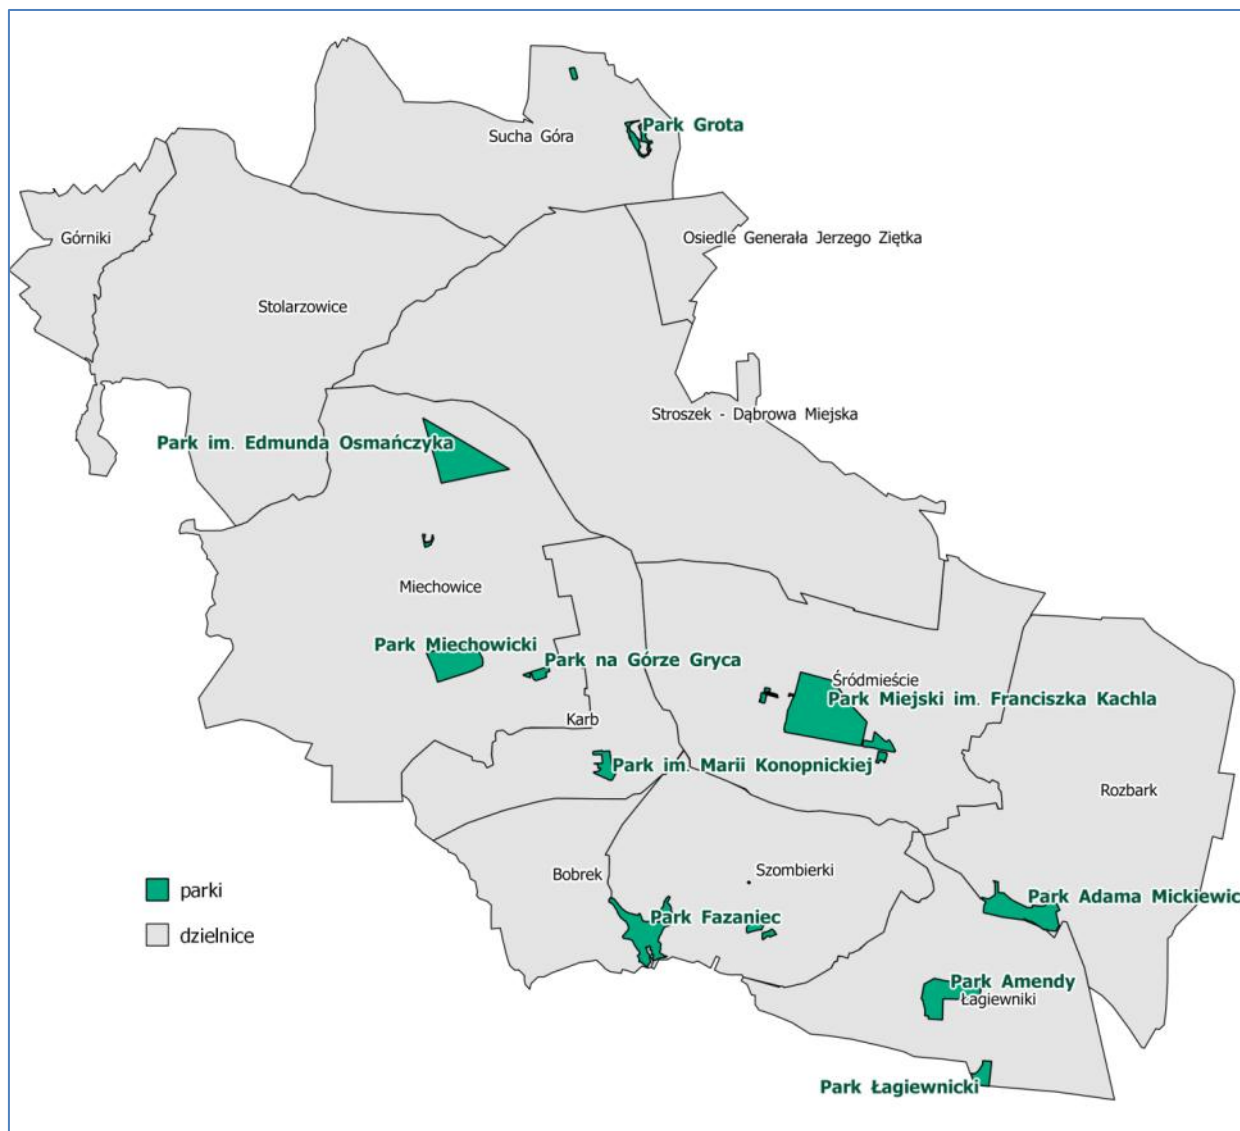 Park Grota
Sucha Góra
Górniki
Osiedle Generała Jerzego Ziętka
Stolarzowice
Stroszek - Dąbrowa Miejska
Park im. Edmunda Osmańczyka
Miechowice
Park Miechowicki
Park na Górze Gryca
Śródmieście
Park Miejski im. Franciszka Kachla
Karb
Park im. Marii Konopnickiej
Rozbark
Szombierki
Bobrek
parki
Park Adama Mickiewic
Park Fazaniec
dzielnice
Park Amendy
Łagiewniki
Park Łagiewnicki